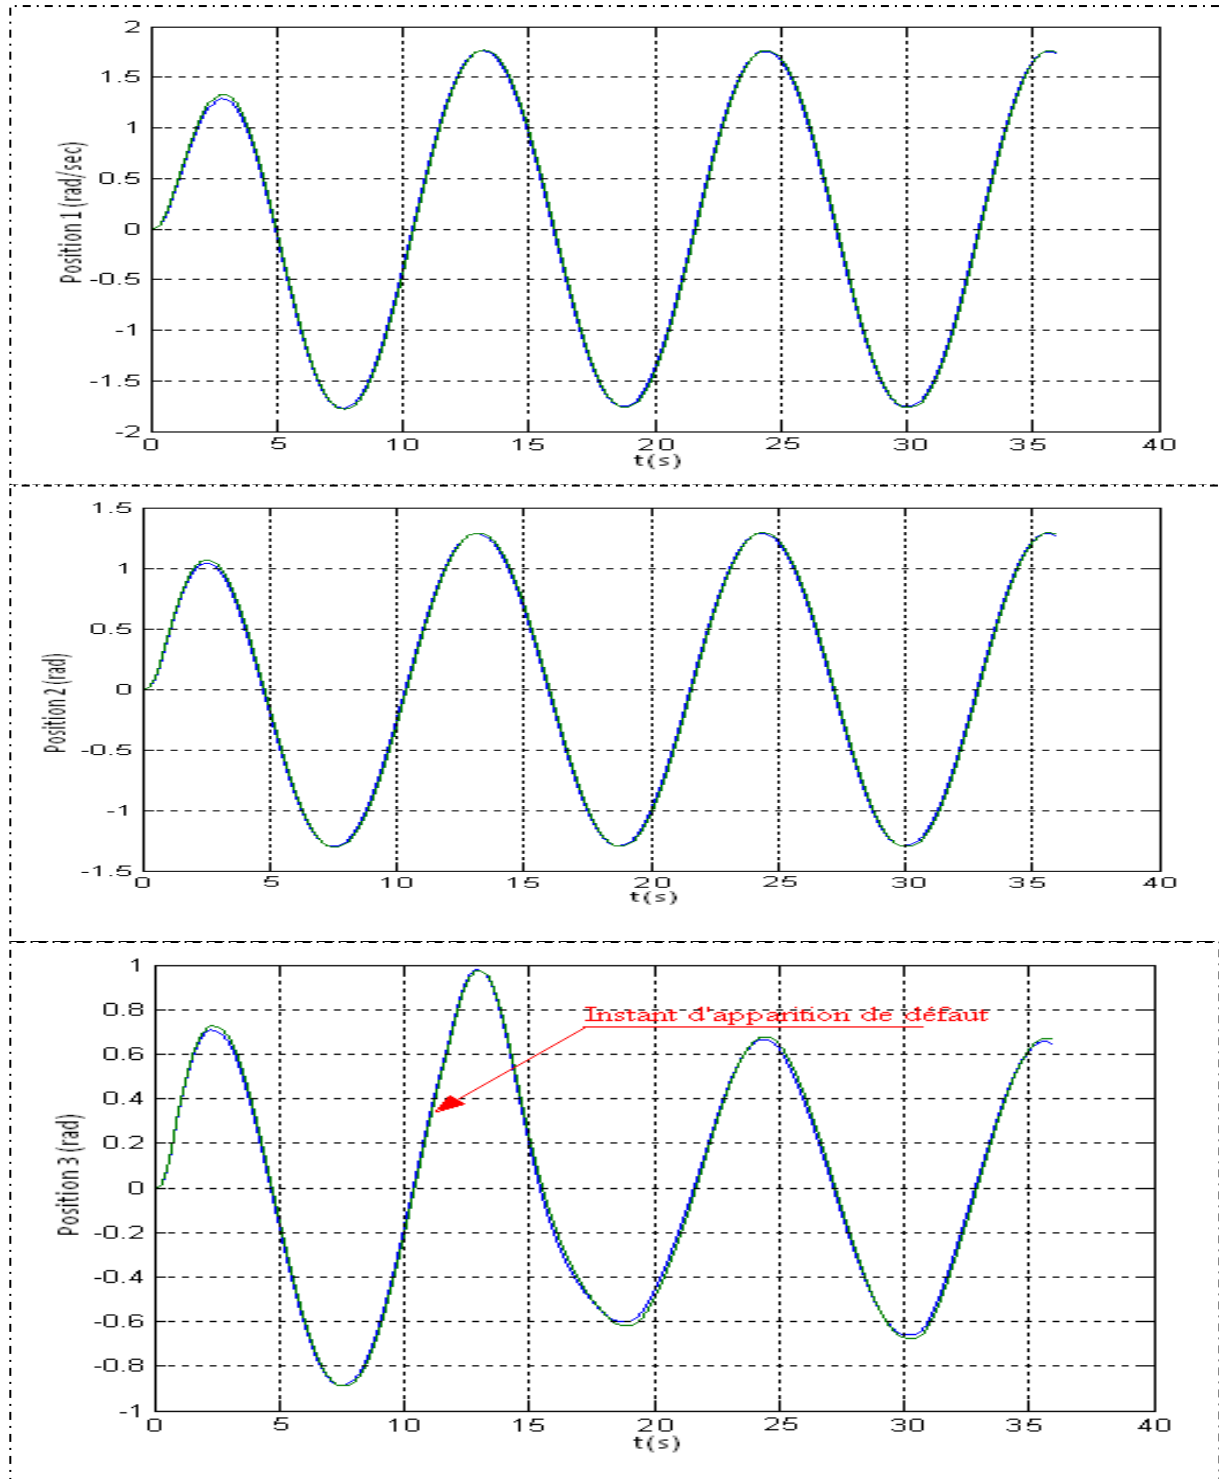 2
1.5
1
0.5
0
-0.5
-1
-1.5
-2
Position 1 (rad/sec)
0 5 10 15 20 25 30 35 40
t(s)
1.5
1
0.5
0
-0.5
-1
-1.5
Position 2 (rad)
0 5 10 15 20 25 30 35 40
t(s)
1
0.8
0.6
0.4
0.2
0
-0.2
-0.4
-0.6
-0.8
-1
Position 3 (rad)
Instant d'apparition de défaut
0 5 10 15 20 25 30 35 40
t(s)